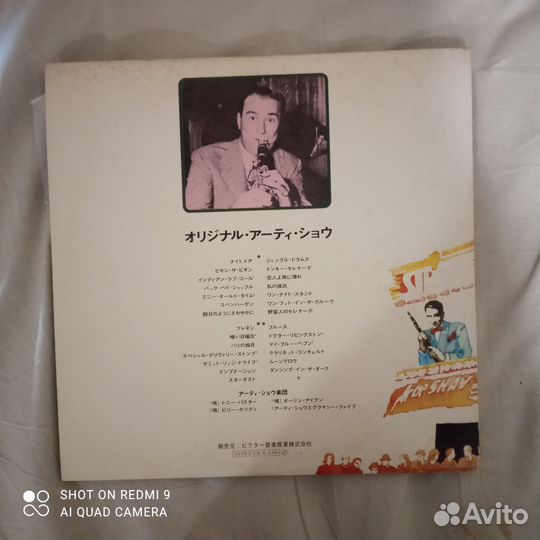 オリジナル・アーティ・ショウ
ナイトメア
ビギン・ザ・ビギン
インディアン・ラブ・コール
バック・ベイ・シャッフル
エニー・オールド・タイム
コペンハーゲン
朝日のようにさわやかに
ジャングル・ドラムス
ドンキー・セレナーデ
恋人よ我に帰れ
私の彼氏
ワン・ナイト・スタンド
ワン・フット・イン・ザ・グルーヴ
野蛮人のセレナーデ
フレネシ
暗い日曜日
パリの四月
スペシャル・デリヴァリー・ストンプ
サミット・リッジ・ドライブ
テンプテーション
スターダスト
ブルース
ドクター・リビングストン
マイ・ブルー・ヘブン
クラリネット・コンチェルト
ムーングロウ
ダンシング・イン・ザ・ダーク
アーティ・ショウ楽団
(唄) トニー・パスター
(唄) ビリー・ホリディ
(唄) ポーリン・アイアン
アーティ・ショウとグラマシー・ファイブ
発売元:ビクター音楽産業株式会社
SHOT ON REDMI 9
AI QUAD CAMERA
Avito